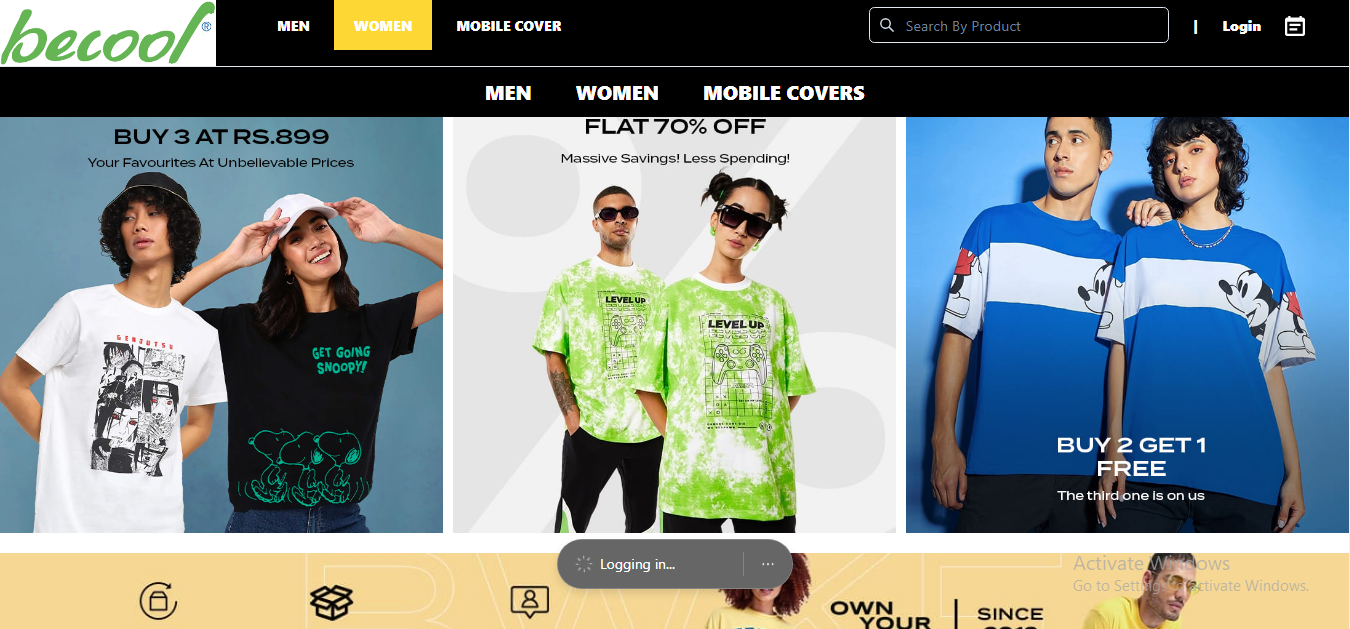 becool®
MEN
WOMEN
MOBILE COVER
Search By Product
|
Login
MEN
WOMEN
MOBILE COVERS
BUY 3 AT RS.899
Your Favourites At Unbelievable Prices
GENJUTSU
GET GOING
SNOOPY!
FLAT 70% OFF
Massive Savings! Less Spending!
LEVEL UP
LEVEL UP
BUY 2 GET 1
FREE
The third one is on us
Logging in...
Activate Windows
Go to Settings to activate Windows.
OWN
YOUR
SINCE